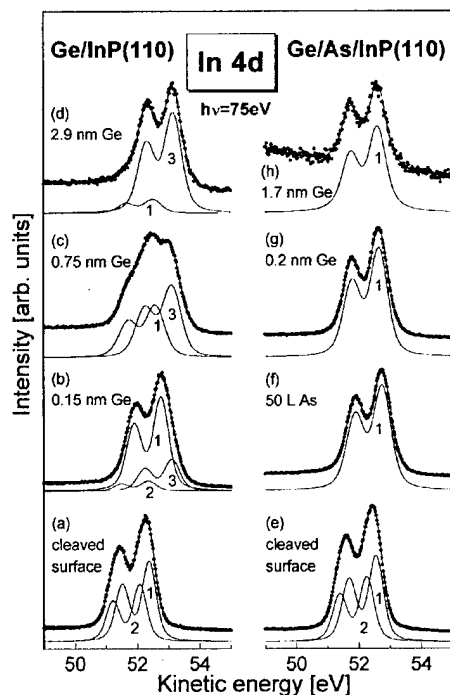 Ge/InP(110)
In 4d
hν=75eV
Ge/As/InP(110)
Intensity [arb. units]
(d)
2.9 nm Ge
3
1
(c)
0.75 nm Ge
1
3
(b)
0.15 nm Ge
1
3
2
(a)
cleaved
surface
1
2
(h)
1.7 nm Ge
1
(g)
0.2 nm Ge
1
(f)
50 L As
1
(e)
cleaved
surface
1
2
50 52 54 50 52 54
Kinetic energy [eV]